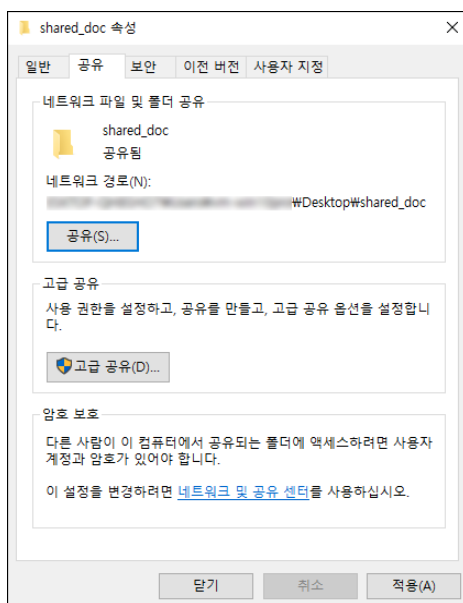 shared_doc 속성
일반 공유 보안 이전 버전 사용자 지정
네트워크 파일 및 폴더 공유
shared_doc
공유됨
네트워크 경로(N):
₩Desktop₩shared_doc
공유(S)...
고급 공유
사용 권한을 설정하고, 공유를 만들고, 고급 공유 옵션을 설정합니
다.
고급 공유(D)...
암호 보호
다른 사람이 이 컴퓨터에서 공유되는 폴더에 액세스하려면 사용자
계정과 암호가 있어야 합니다.
이 설정을 변경하려면 네트워크 및 공유 센터를 사용하십시오.
닫기 취소 적용(A)